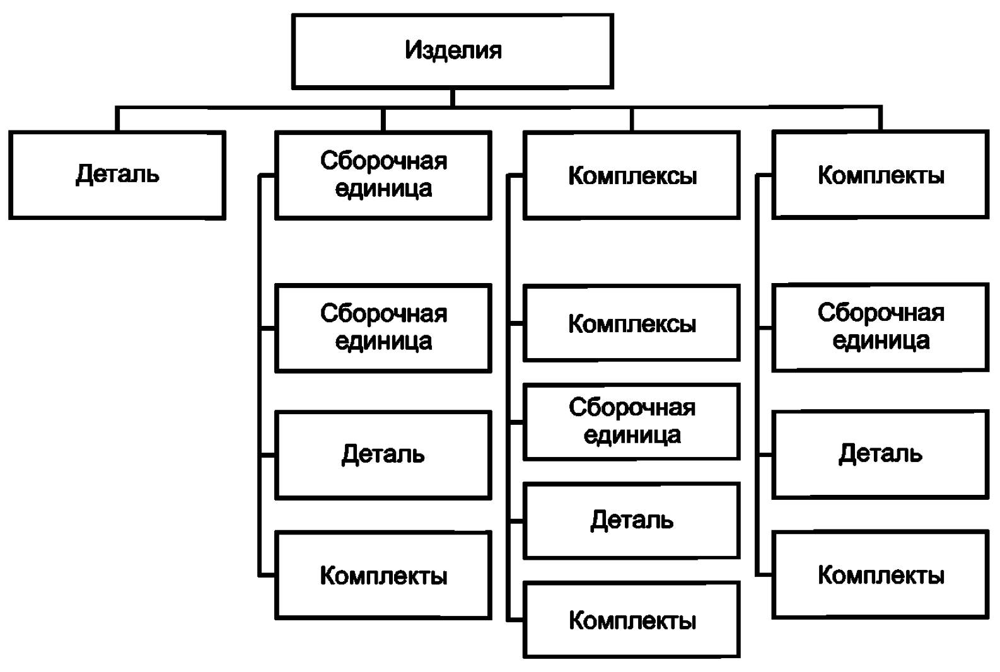 Изделия
Деталь
Сборочная
единица
Комплексы
Комплекты
Сборочная
единица
Деталь
Комплекты
Комплексы
Сборочная
единица
Деталь
Комплекты
Сборочная
единица
Деталь
Комплекты